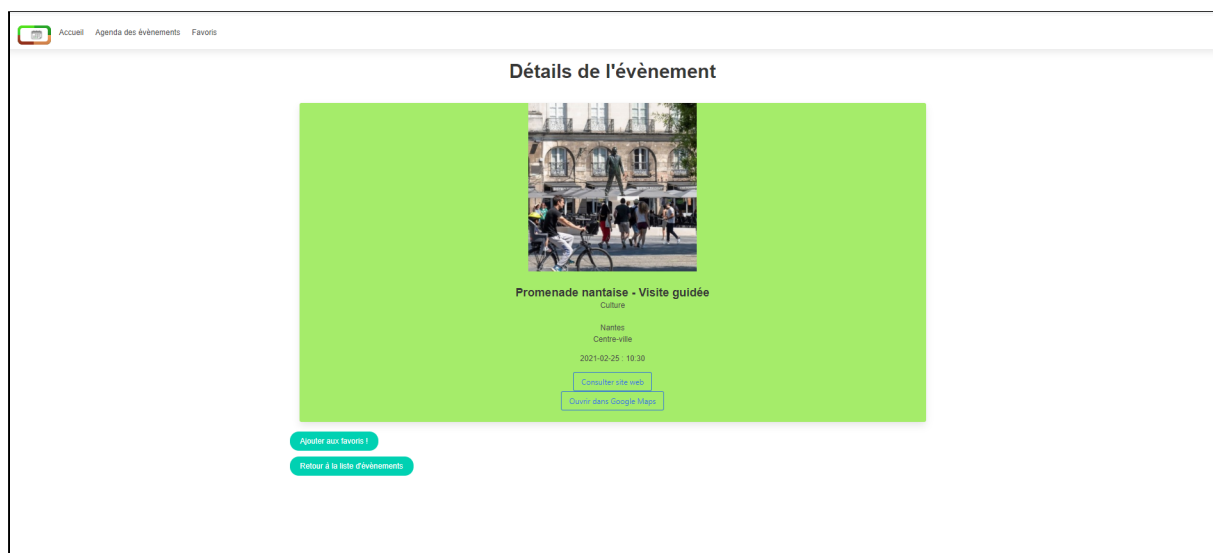 Accueil Agenda des évènements Favoris
Détails de l'évènement
Promenade nantaise - Visite guidée
Culture
Nantes
Centre-ville
2021-02-25 : 10:30
Consulter site web
Ouvrir dans Google Maps
Ajouter aux favoris !
Retour à la liste d'évènements